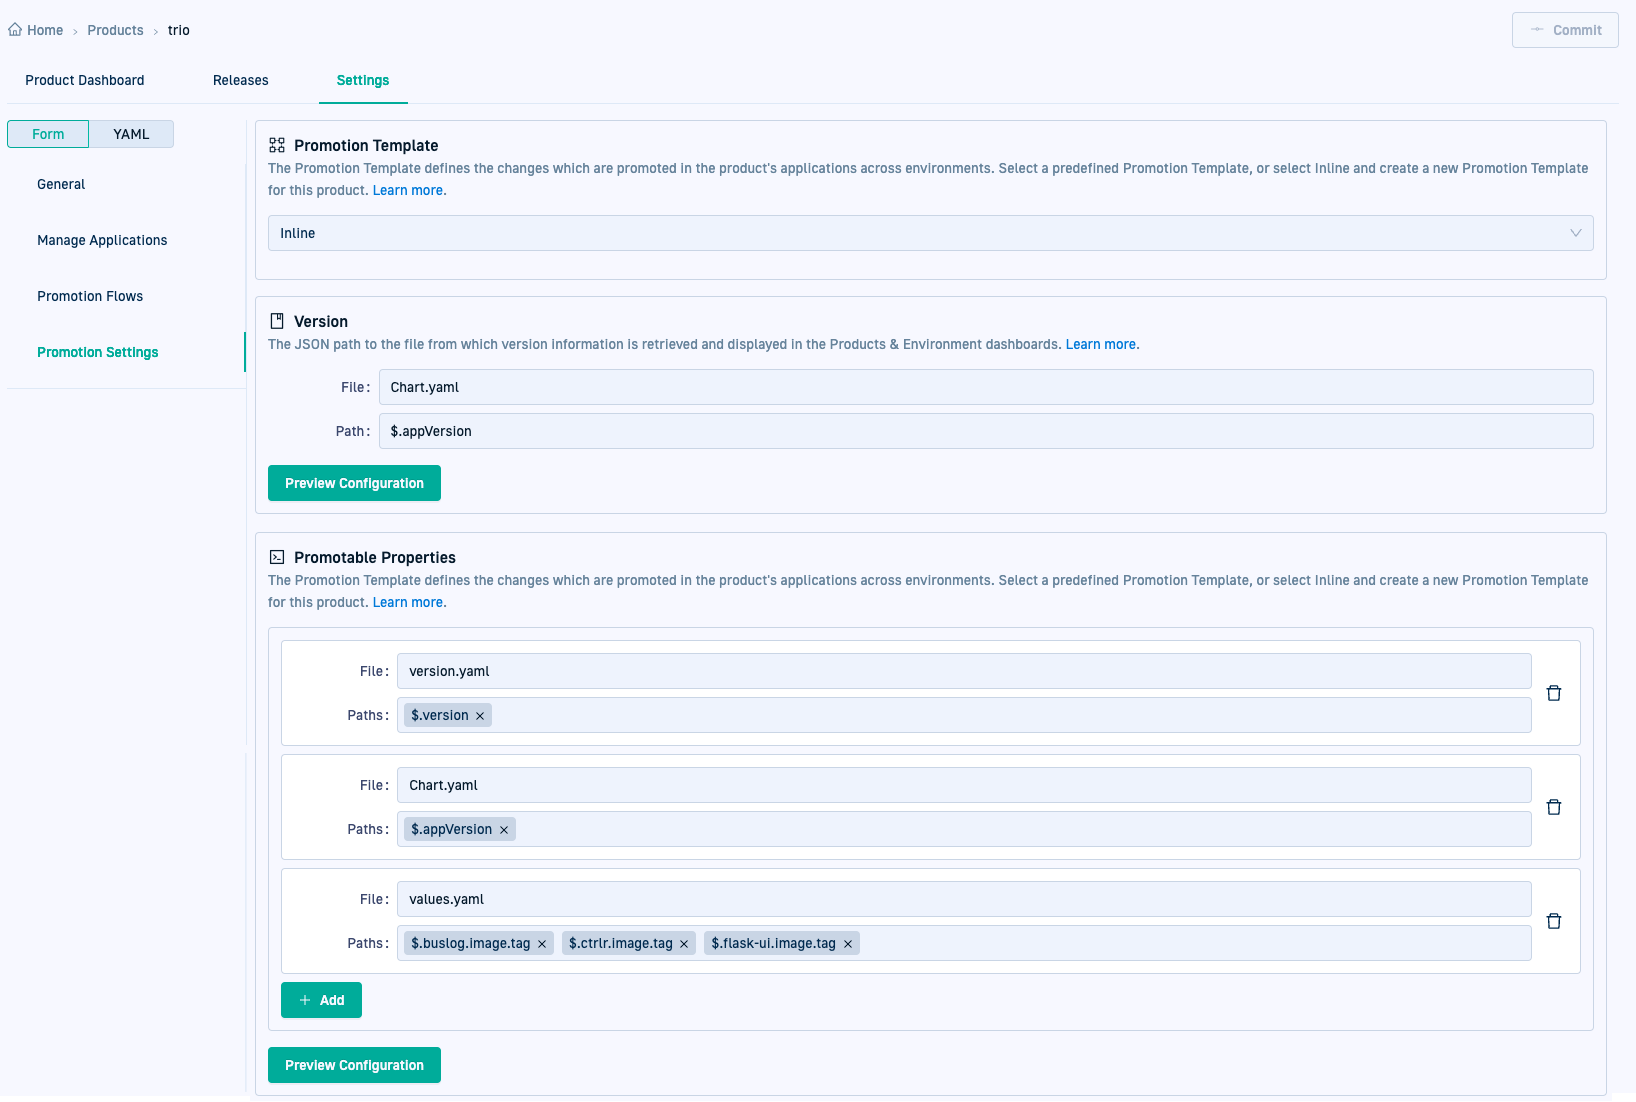 Home › Products › trio
Commit
Product Dashboard Releases Settings
Form YAML
General
Manage Applications
Promotion Flows
Promotion Settings
Promotion Template
The Promotion Template defines the changes which are promoted in the product's applications across environments. Select a predefined Promotion Template, or select Inline and create a new Promotion Template
for this product. Learn more.
Inline
Version
The JSON path to the file from which version information is retrieved and displayed in the Products & Environment dashboards. Learn more.
File: Chart.yaml
Path: $.appVersion
Preview Configuration
Promotable Properties
The Promotion Template defines the changes which are promoted in the product's applications across environments. Select a predefined Promotion Template, or select Inline and create a new Promotion Template
for this product. Learn more.
File: version.yaml
Paths: $.version ×
File: Chart.yaml
Paths: $.appVersion ×
File: values.yaml
Paths: $.buslog.image.tag × $.ctrlr.image.tag × $.flask-ui.image.tag ×
+ Add
Preview Configuration